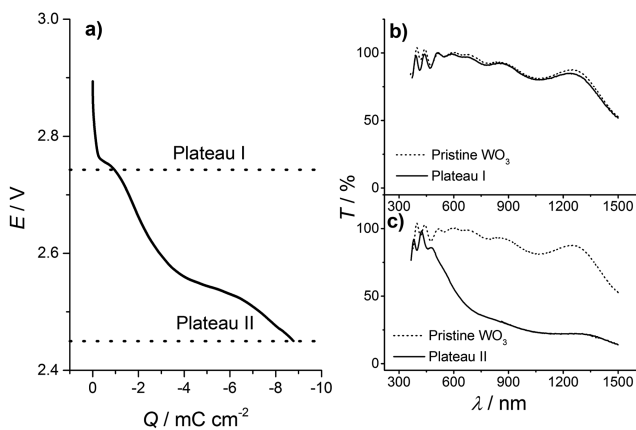 a)
3.0
2.8
2.6
2.4
E / V
Plateau I
Plateau II
0 -2 -4 -6 -8 -10
Q / mC cm⁻²
b)
100
50
0
Pristine WO₃
Plateau I
300 600 900 1200 1500
T / %
c)
100
75
50
25
0
Pristine WO₃
Plateau II
300 600 900 1200 1500
λ / nm